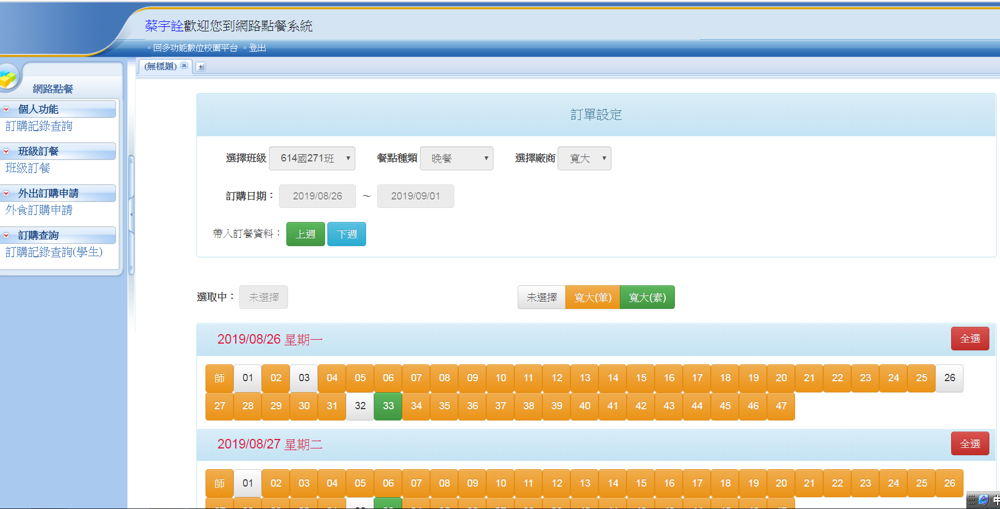 蔡宇詮歡迎您到網路點餐系統
回多功能數位校園平台 登出
(無標題)
網路點餐
個人功能
訂購記錄查詢
班級訂餐
班級訂餐
外出訂購申請
外食訂購申請
訂購查詢
訂購記錄查詢(學生)
訂單設定
選擇班級 614國271班 餐點種類 晚餐 選擇廠商 寬大
訂購日期： 2019/08/26 ～ 2019/09/01
帶入訂餐資料： 上週 下週
選取中： 未選擇 未選擇 寬大(葷) 寬大(素)
2019/08/26 星期一 全選
師 01 02 03 04 05 06 07 08 09 10 11 12 13 14 15 16 17 18 19 20 21 22 23 24 25 26
27 28 29 30 31 32 33 34 35 36 37 38 39 40 41 42 43 44 45 46 47
2019/08/27 星期二 全選
師 01 02 03 04 05 06 07 08 09 10 11 12 13 14 15 16 17 18 19 20 21 22 23 24 25 26